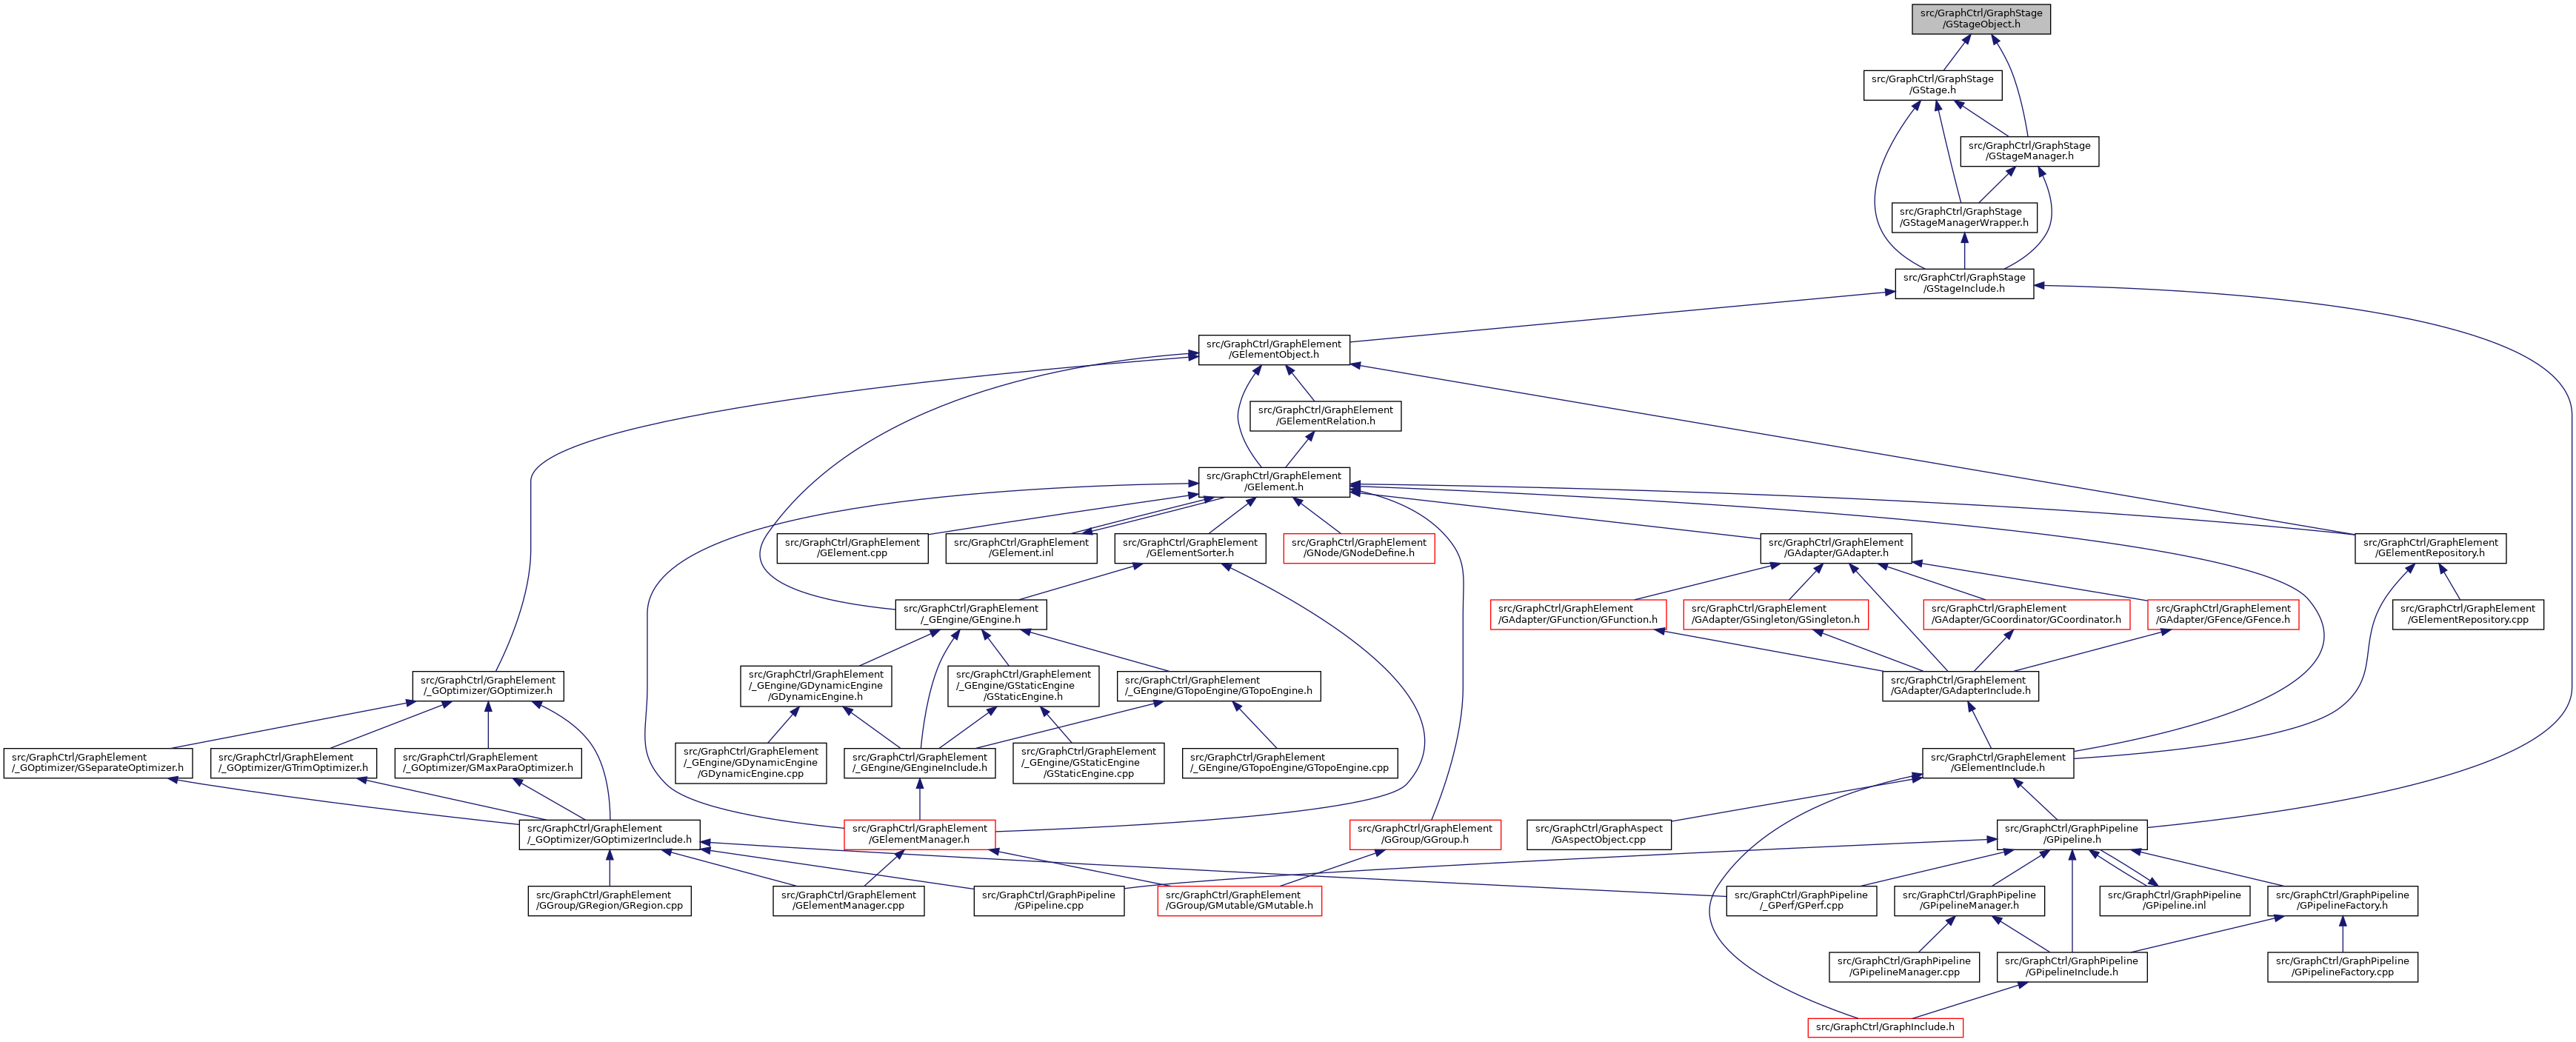 src/GraphCtrl/GraphStage
/GStageObject.h
src/GraphCtrl/GraphStage
/GStage.h
src/GraphCtrl/GraphStage
/GStageManager.h
src/GraphCtrl/GraphStage
/GStageManagerWrapper.h
src/GraphCtrl/GraphStage
/GStageInclude.h
src/GraphCtrl/GraphElement
/GElementObject.h
src/GraphCtrl/GraphElement
/GElementRelation.h
src/GraphCtrl/GraphElement
/GElement.h
src/GraphCtrl/GraphElement
/GElement.cpp
src/GraphCtrl/GraphElement
/GElement.inl
src/GraphCtrl/GraphElement
/GElementSorter.h
src/GraphCtrl/GraphElement
/GNode/GNodeDefine.h
src/GraphCtrl/GraphElement
/GAdapter/GAdapter.h
src/GraphCtrl/GraphElement
/GElementRepository.h
src/GraphCtrl/GraphElement
/_GEngine/GEngine.h
src/GraphCtrl/GraphElement
/GAdapter/GFunction/GFunction.h
src/GraphCtrl/GraphElement
/GAdapter/GSingleton/GSingleton.h
src/GraphCtrl/GraphElement
/GAdapter/GCoordinator/GCoordinator.h
src/GraphCtrl/GraphElement
/GAdapter/GFence/GFence.h
src/GraphCtrl/GraphElement
/GElementRepository.cpp
src/GraphCtrl/GraphElement
/_GOptimizer/GOptimizer.h
src/GraphCtrl/GraphElement
/_GEngine/GDynamicEngine
/GDynamicEngine.h
src/GraphCtrl/GraphElement
/_GEngine/GStaticEngine
/GStaticEngine.h
src/GraphCtrl/GraphElement
/_GEngine/GTopoEngine/GTopoEngine.h
src/GraphCtrl/GraphElement
/GAdapter/GAdapterInclude.h
src/GraphCtrl/GraphElement
/_GOptimizer/GSeparateOptimizer.h
src/GraphCtrl/GraphElement
/_GOptimizer/GTrimOptimizer.h
src/GraphCtrl/GraphElement
/_GOptimizer/GMaxParaOptimizer.h
src/GraphCtrl/GraphElement
/_GEngine/GDynamicEngine
/GDynamicEngine.cpp
src/GraphCtrl/GraphElement
/_GEngine/GEngineInclude.h
src/GraphCtrl/GraphElement
/_GEngine/GStaticEngine
/GStaticEngine.cpp
src/GraphCtrl/GraphElement
/_GEngine/GTopoEngine/GTopoEngine.cpp
src/GraphCtrl/GraphElement
/GElementInclude.h
src/GraphCtrl/GraphElement
/_GOptimizer/GOptimizerInclude.h
src/GraphCtrl/GraphElement
/GElementManager.h
src/GraphCtrl/GraphElement
/GGroup/GGroup.h
src/GraphCtrl/GraphAspect
/GAspectObject.cpp
src/GraphCtrl/GraphPipeline
/GPipeline.h
src/GraphCtrl/GraphElement
/GGroup/GRegion/GRegion.cpp
src/GraphCtrl/GraphElement
/GElementManager.cpp
src/GraphCtrl/GraphPipeline
/GPipeline.cpp
src/GraphCtrl/GraphElement
/GGroup/GMutable/GMutable.h
src/GraphCtrl/GraphPipeline
/_GPerf/GPerf.cpp
src/GraphCtrl/GraphPipeline
/GPipelineManager.h
src/GraphCtrl/GraphPipeline
/GPipeline.inl
src/GraphCtrl/GraphPipeline
/GPipelineFactory.h
src/GraphCtrl/GraphPipeline
/GPipelineManager.cpp
src/GraphCtrl/GraphPipeline
/GPipelineInclude.h
src/GraphCtrl/GraphPipeline
/GPipelineFactory.cpp
src/GraphCtrl/GraphInclude.h